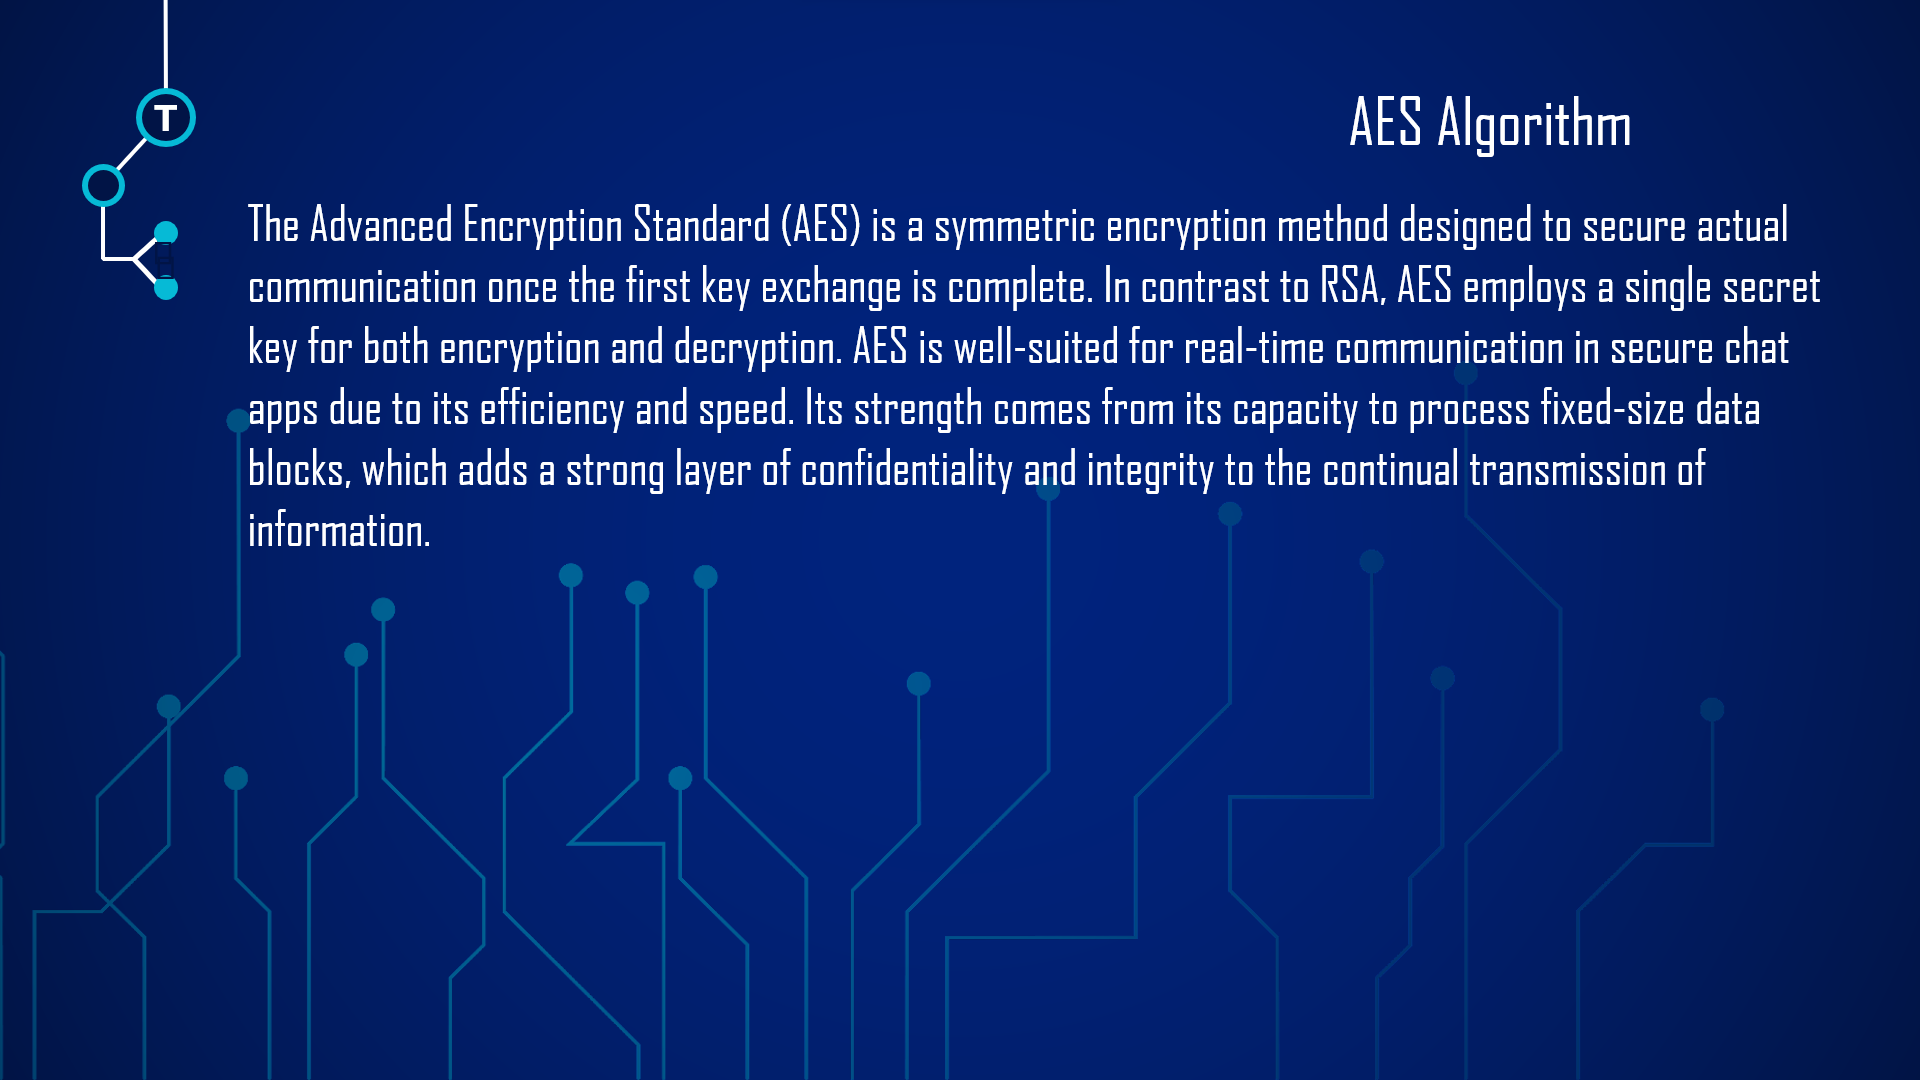 T
AES Algorithm
The Advanced Encryption Standard (AES) is a symmetric encryption method designed to secure actual
communication once the first key exchange is complete. In contrast to RSA, AES employs a single secret
key for both encryption and decryption. AES is well-suited for real-time communication in secure chat
apps due to its efficiency and speed. Its strength comes from its capacity to process fixed-size data
blocks, which adds a strong layer of confidentiality and integrity to the continual transmission of
information.